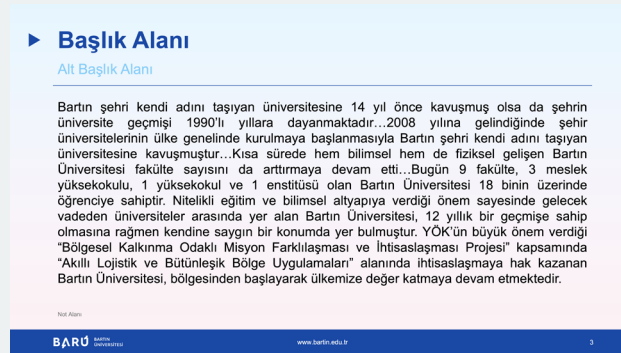 Başlık Alanı
Alt Başlık Alanı
Bartın şehri kendi adını taşıyan üniversitesine 14 yıl önce kavuşmuş olsa da şehrin
üniversite geçmişi 1990’lı yıllara dayanmaktadır…2008 yılına gelindiğinde şehir
üniversitelerinin ülke genelinde kurulmaya başlanmasıyla Bartın şehri kendi adını taşıyan
üniversitesine kavuşmuştur…Kısa sürede hem bilimsel hem de fiziksel gelişen Bartın
Üniversitesi fakülte sayısını da arttırmaya devam etti…Bugün 9 fakülte, 3 meslek
yüksekokulu, 1 yüksekokul ve 1 enstitüsü olan Bartın Üniversitesi 18 binin üzerinde
öğrenciye sahiptir. Nitelikli eğitim ve bilimsel altyapıya verdiği önem sayesinde gelecek
vadeden üniversiteler arasında yer alan Bartın Üniversitesi, 12 yıllık bir geçmişe sahip
olmasına rağmen kendine saygın bir konumda yer bulmuştur. YÖK’ün büyük önem verdiği
“Bölgesel Kalkınma Odaklı Misyon Farklılaşması ve İhtisaslaşması Projesi” kapsamında
“Akıllı Lojistik ve Bütünleşik Bölge Uygulamaları” alanında ihtisaslaşmaya hak kazanan
Bartın Üniversitesi, bölgesinden başlayarak ülkemize değer katmaya devam etmektedir.
Not Alanı
BARÜ BARTIN
ÜNİVERSİTESİ
www.bartin.edu.tr
3